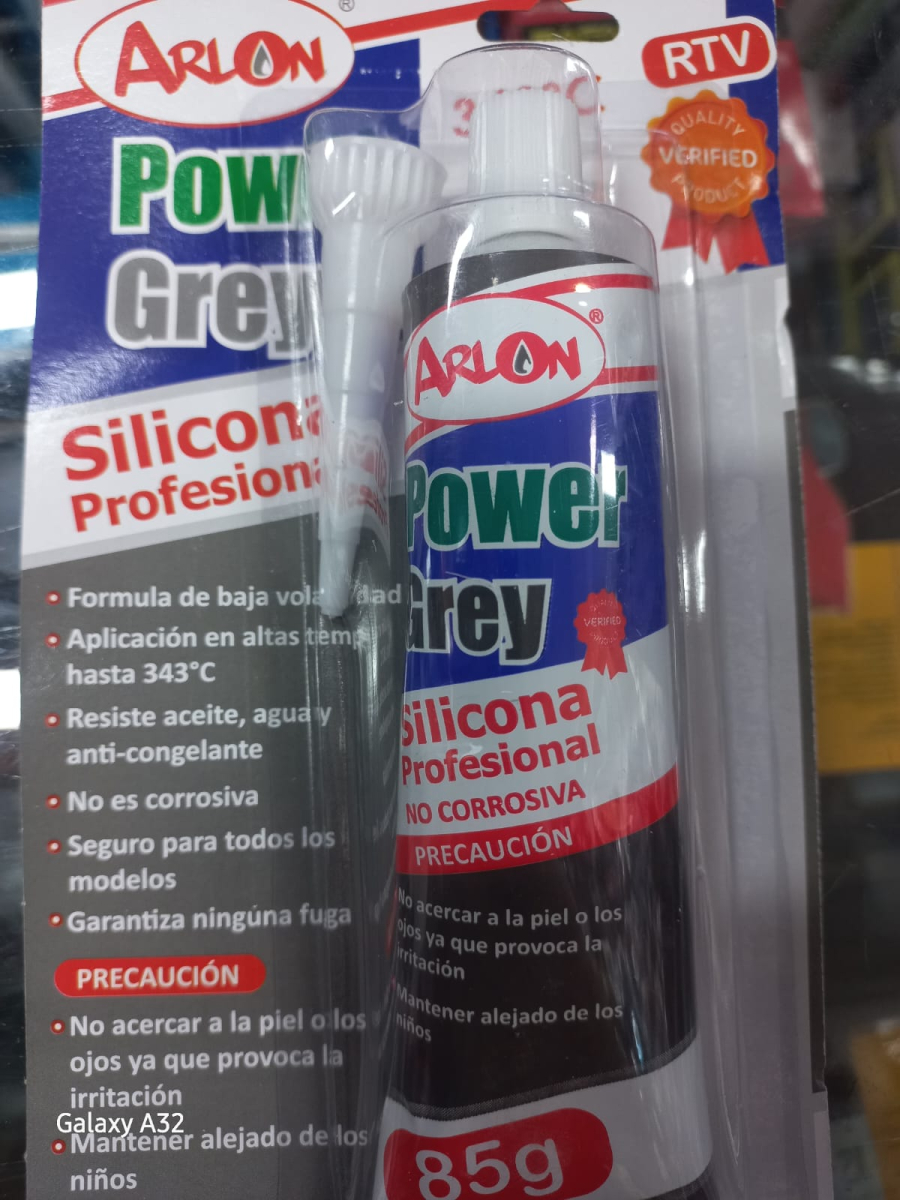 ARLON
®
RTV
QUALITY
VERIFIED
PRODUCT
Grey
Silicona
Profesional
• Formula de baja
• Aplicación en altas temp
hasta 343°C
• Resiste aceite, agua y
anti-congelante
• No es corrosiva
• Seguro para todos los
modelos
• Garantiza ningúna fuga
PRECAUCIÓN
• No acercar a la piel o los
ojos ya que provoca la
irritación
• Mantener alejado de los
niños
ARLON®
Power
Grey
VERIFIED
Silicona
Profesional
NO CORROSIVA
PRECAUCIÓN
No acercar a la piel o los
ojos ya que provoca la
irritación
Mantener alejado de los
niños
85g
Galaxy A32